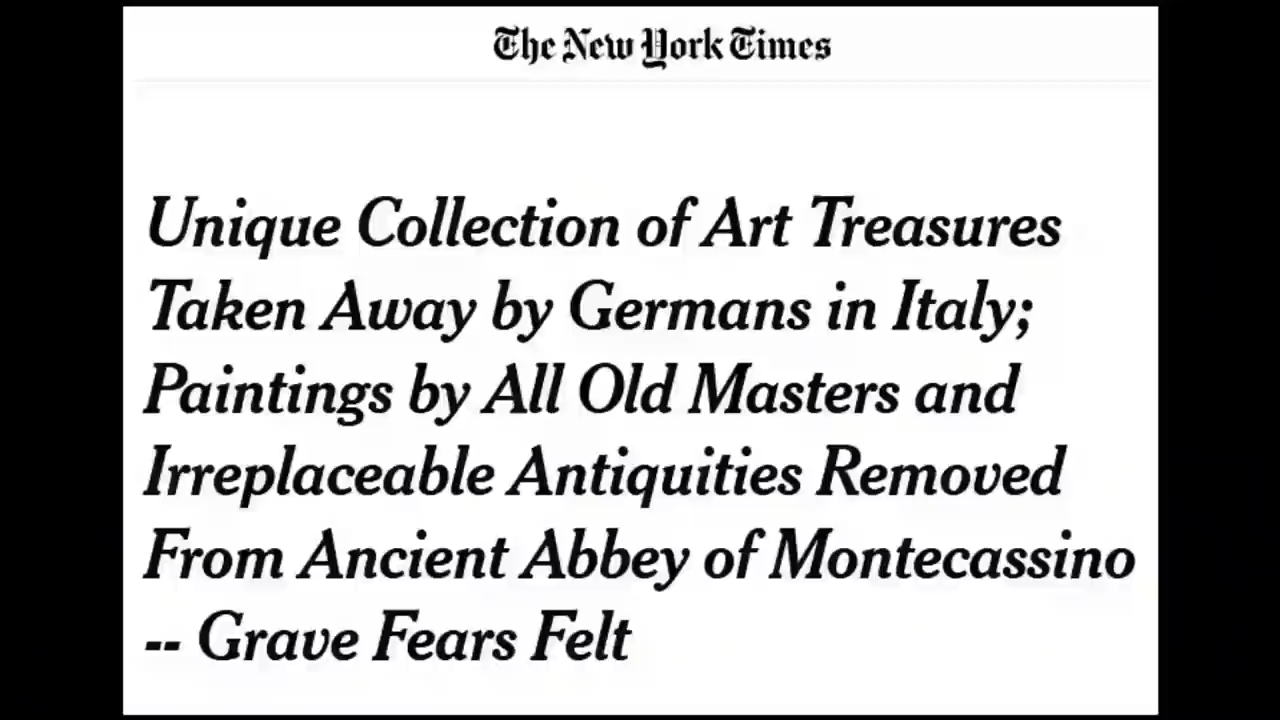 The New York Times
Unique Collection of Art Treasures
Taken Away by Germans in Italy;
Paintings by All Old Masters and
Irreplaceable Antiquities Removed
From Ancient Abbey of Montecassino
-- Grave Fears Felt